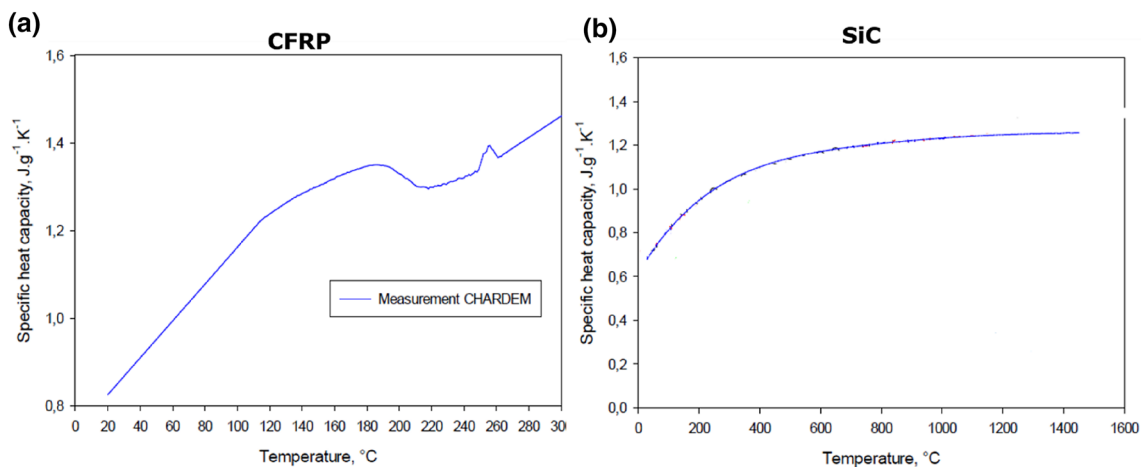 (a)
CFRP
Specific heat capacity, J.g⁻¹.K⁻¹
1,6
1,4
1,2
1,0
0,8
0 20 40 60 80 100 120 140 160 180 200 220 240 260 280 300
Temperature, °C
Measurement CHARDEM
(b)
SiC
Specific heat capacity, J.g⁻¹.K⁻¹
1,6
1,4
1,2
1,0
0,8
0,6
0,4
0,2
0,0
0 200 400 600 800 1000 1200 1400 1600
Temperature, °C